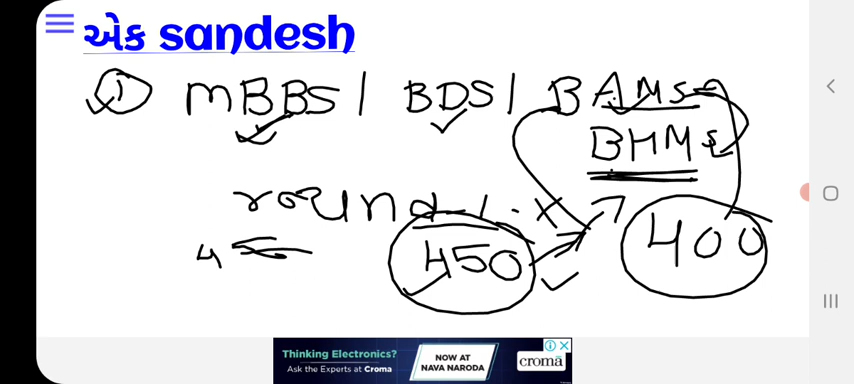 એક sandesh
1 MBBS | BDS | BAMS
BHMS
round-1
450 400
Thinking Electronics?
Ask the Experts at Croma
NOW AT
NAVA NARODA
croma